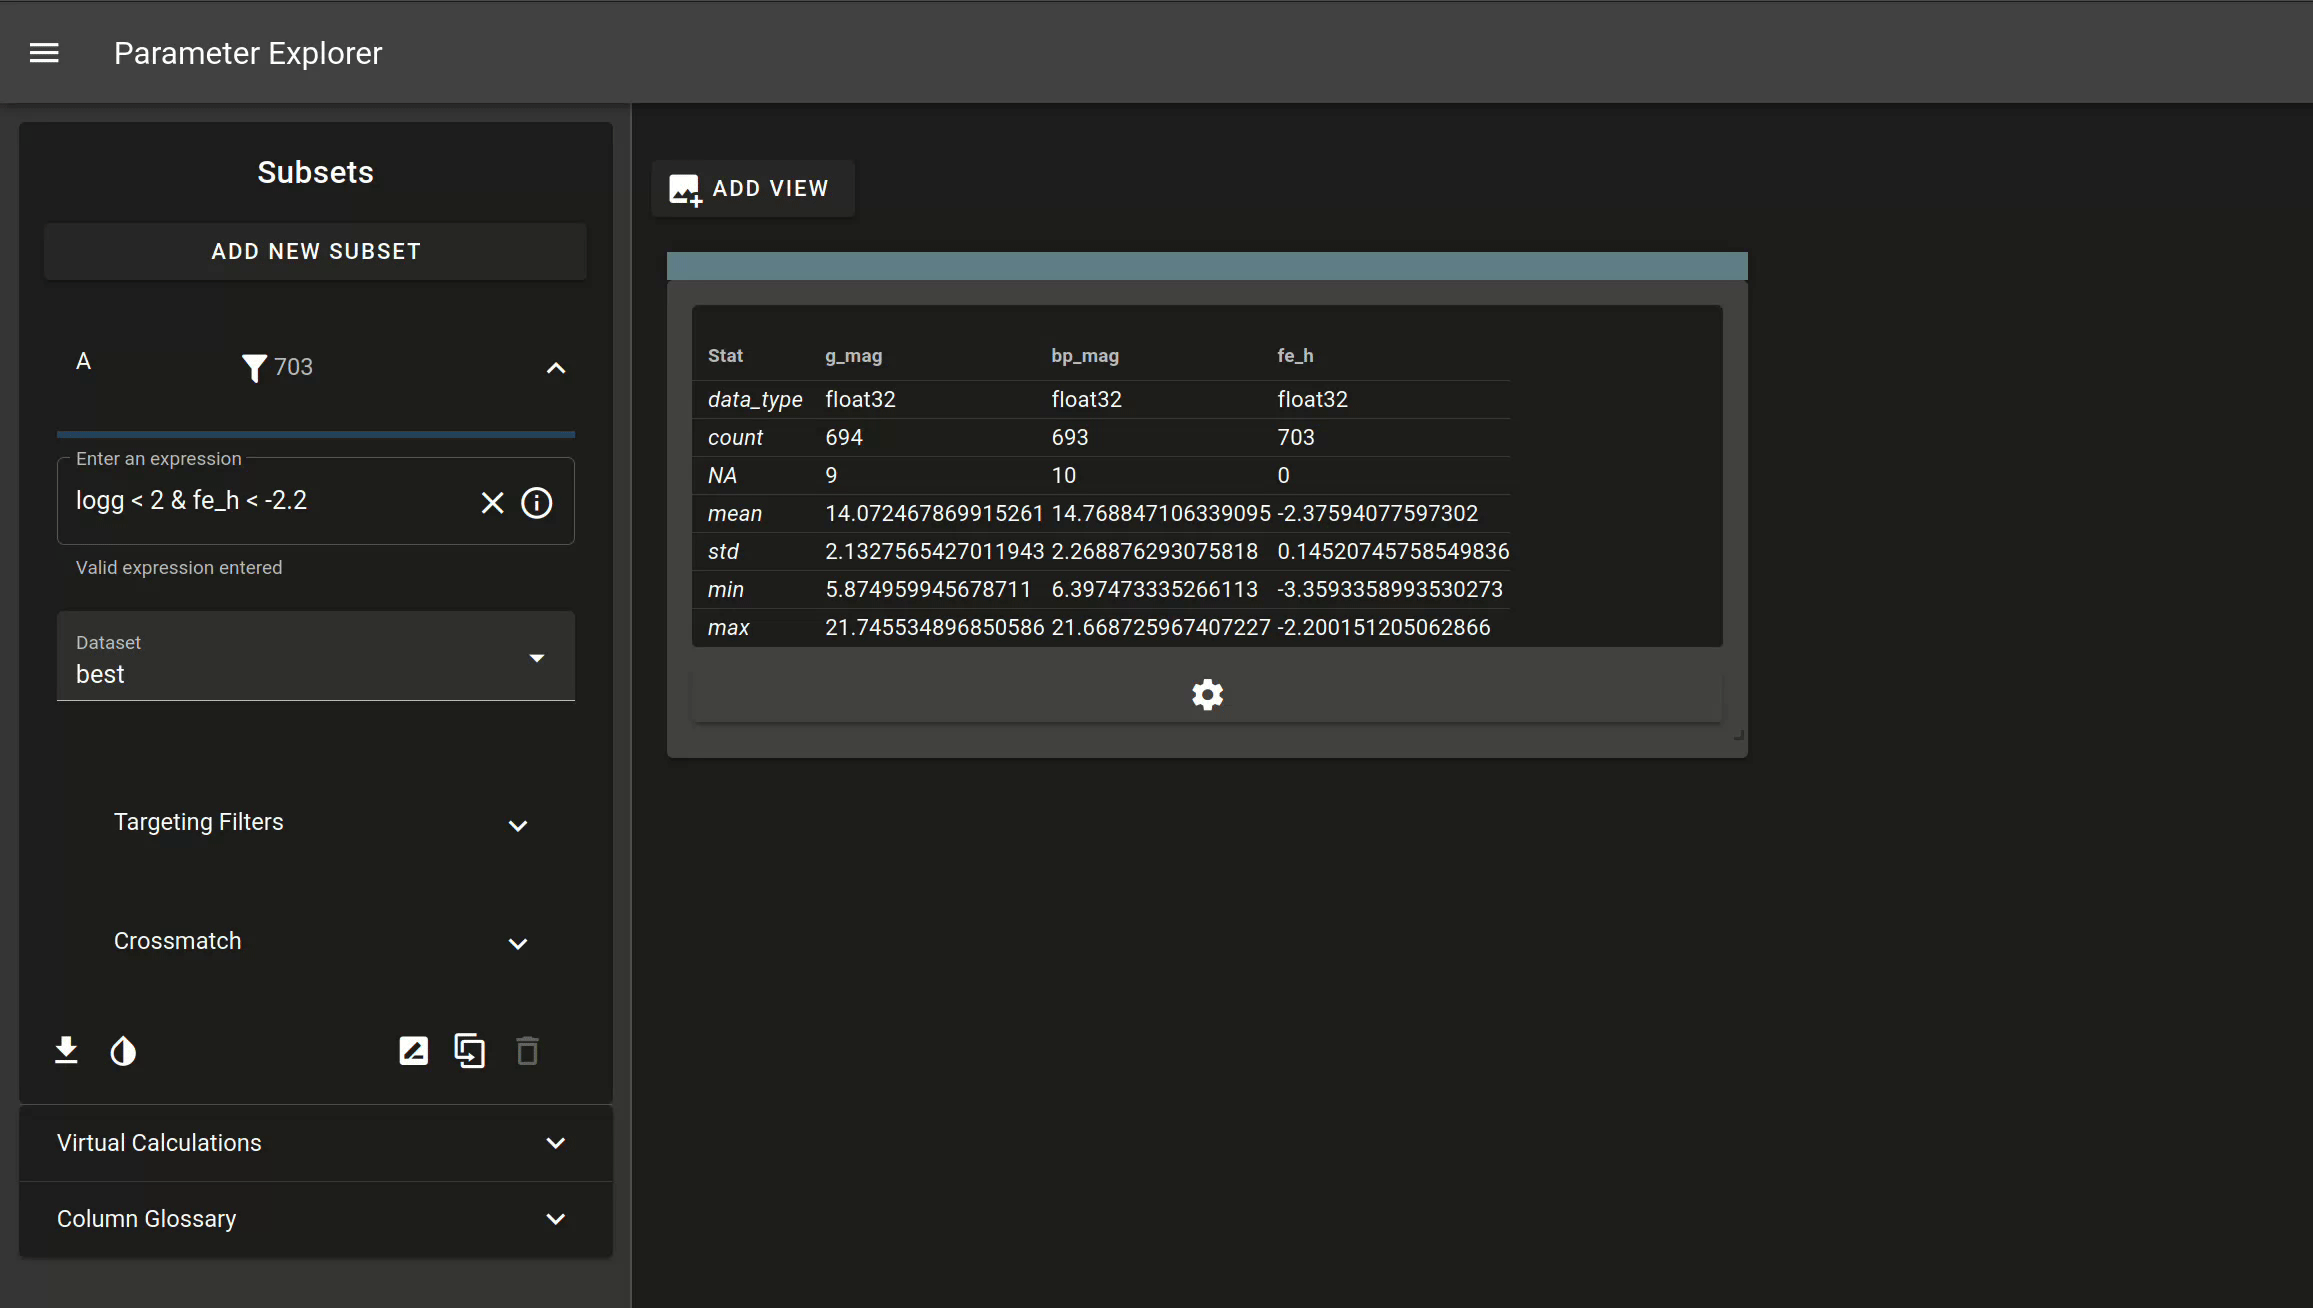 Parameter Explorer
Subsets
ADD NEW SUBSET
A 703
Enter an expression
logg < 2 & fe_h < -2.2
Valid expression entered
Dataset
best
Targeting Filters
Crossmatch
Virtual Calculations
Column Glossary
ADD VIEW
Stat g_mag bp_mag fe_h
data_type float32 float32 float32
count 694 693 703
NA 9 10 0
mean 14.072467869915261 14.768847106339095 -2.37594077597302
std 2.1327565427011943 2.268876293075818 0.14520745758549836
min 5.874959945678711 6.397473335266113 -3.3593358993530273
max 21.745534896850586 21.668725967407227 -2.200151205062866